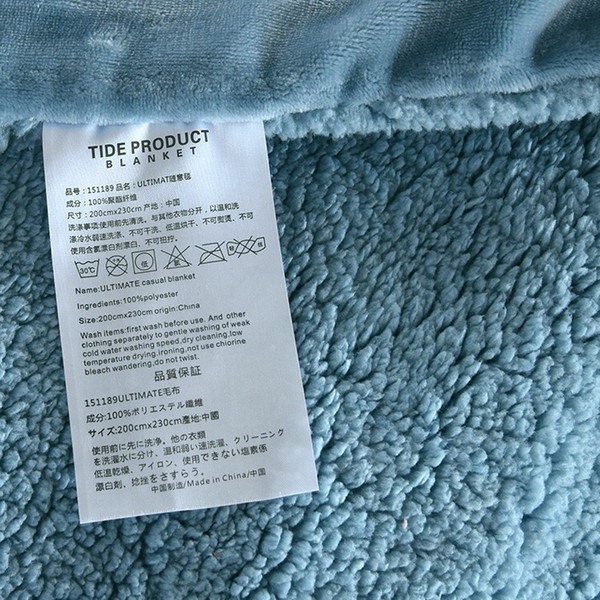 TIDE PRODUCT
BLANKET
品号:151189 品名:ULTIMAT随意毯
成分:100%聚酯纤维
尺寸:200cmx230cm 产地:中国
洗涤事项:使用前先清洗。与其他衣物分开,以温和洗
涤冷水弱速洗涤、不可干洗、低温烘干、不可熨烫、不可
使用含氯漂白剂漂白、不可扭拧。
30℃ 低
Name:ULTIMATE casual blanket
Ingredients:100%polyester
Size:200cmx230cm origin:China
Wash items:first wash before use. And other
clothing separately to gentle washing of weak
cold water washing speed,dry cleaning,low
temperature drying,ironing,not use chlorine
bleach wandering,do not twist.
品質保証
151189ULTIMATE毛布
成分:100%ポリエステル繊維
サイズ:200cmx230cm產地:中國
使用前に先に洗浄。他の衣類
を洗濯水に分け、温和弱い速洗濯、クリーニング
低温乾燥、アイロン、使用できない塩素係
漂白剤、捻挫をさすらう。
中国制造/Made in China/中国